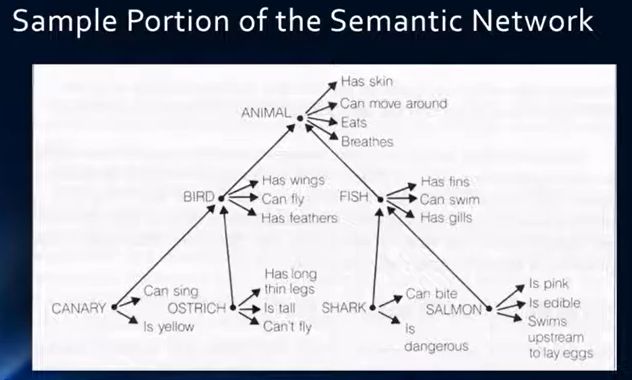 Sample Portion of the Semantic Network
Has skin
ANIMAL
Can move around
Eats
Breathes
BIRD
Has wings
Can fly
Has feathers
FISH
Has fins
Can swim
Has gills
CANARY
Can sing
Is yellow
OSTRICH
Has long
thin legs
Is tall
Can't fly
SHARK
Can bite
Is
dangerous
SALMON
Is pink
Is edible
Swims
upstream
to lay eggs